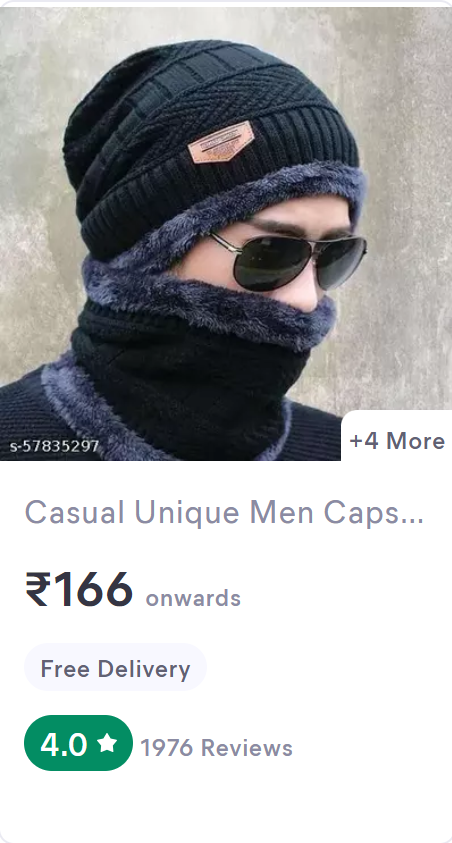 s-57835297
+4 More
Casual Unique Men Caps...
₹166 onwards
Free Delivery
4.0 ★ 1976 Reviews